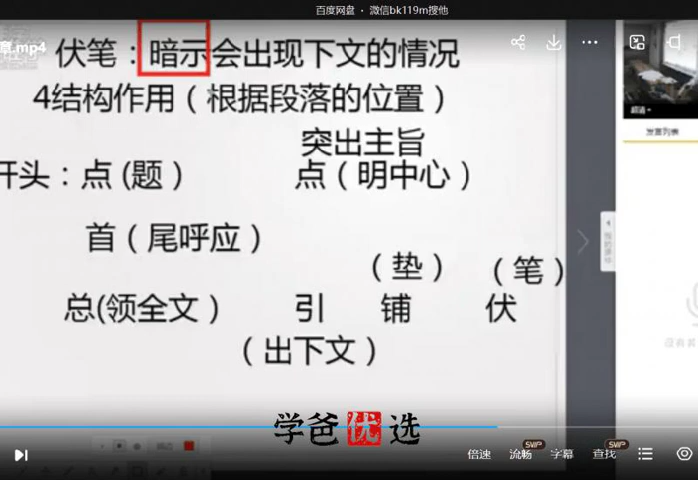 百度网盘 · 微信bk119m搜他
章.mp4
伏笔：暗示会出现下文的情况
4结构作用（根据段落的位置）
突出主旨
开头：点(题）
点（明中心）
首（尾呼应）
（垫）
（笔）
总(领全文）
引
铺
伏
（出下文）
学爸优选
倍速
流畅
SVIP
字幕
查找
SVIP